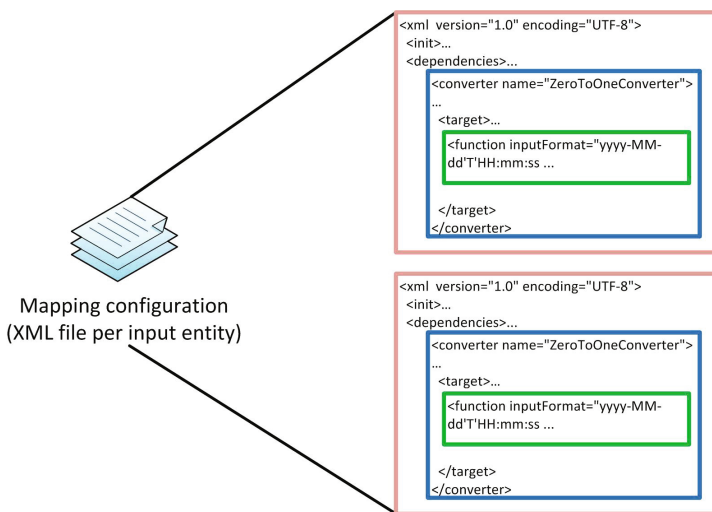 <xml version="1.0" encoding="UTF-8">
<init>...
<dependencies>...
<converter name="ZeroToOneConverter">
...
<target>...
<function inputFormat="yyyy-MM-
dd'T'HH:mm:ss ...
</target>
</converter>
Mapping configuration
(XML file per input entity)
<xml version="1.0" encoding="UTF-8">
<init>...
<dependencies>...
<converter name="ZeroToOneConverter">
...
<target>...
<function inputFormat="yyyy-MM-
dd'T'HH:mm:ss ...
</target>
</converter>